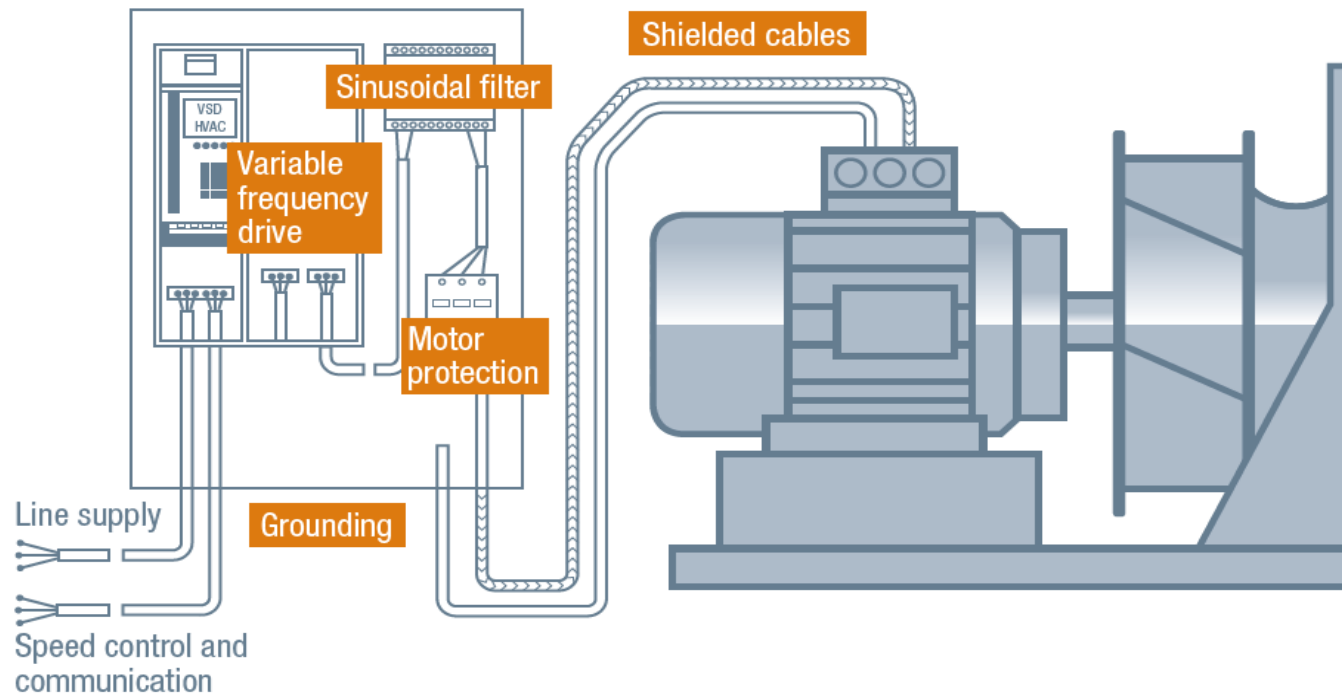 Shielded cables
Sinusoidal filter
VSD
HVAC
Variable
frequency
drive
Motor
protection
Line supply
Grounding
Speed control and
communication